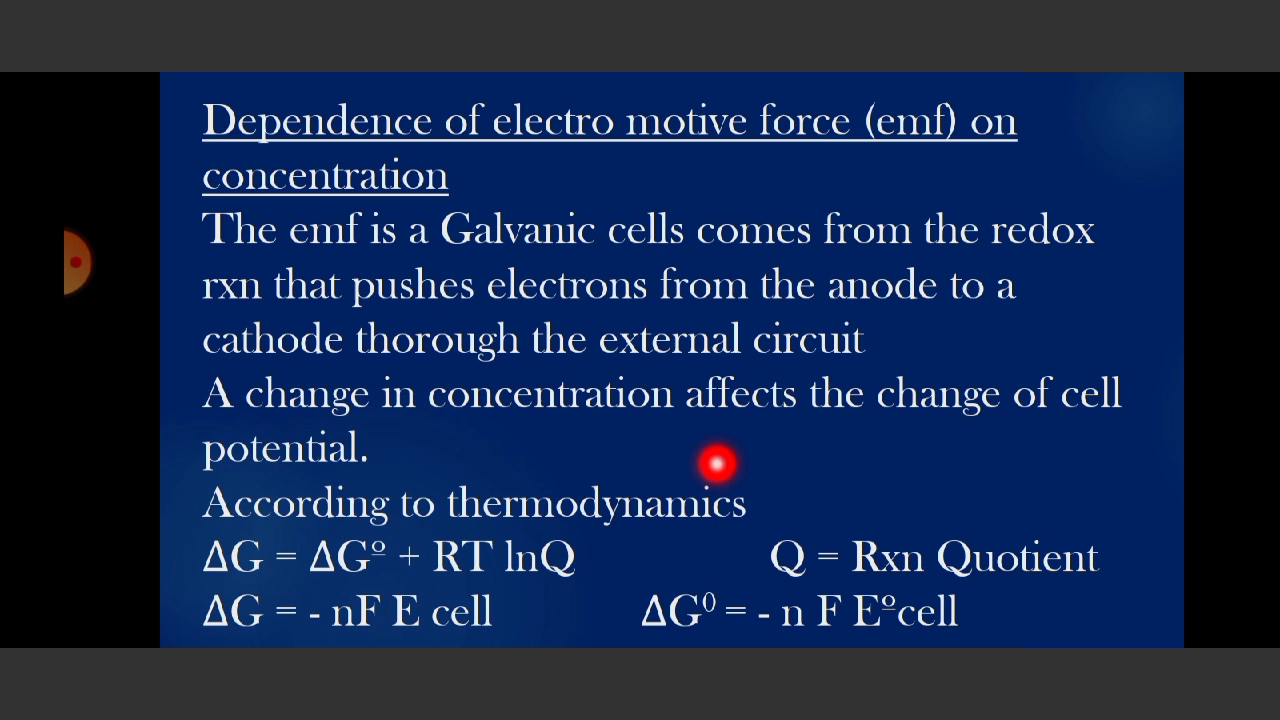 Dependence of electro motive force (emf) on
concentration
The emf is a Galvanic cells comes from the redox
rxn that pushes electrons from the anode to a
cathode thorough the external circuit
A change in concentration affects the change of cell
potential.
According to thermodynamics
ΔG = ΔGº + RT lnQ Q = Rxn Quotient
ΔG = - nF E cell ΔG⁰ = - n F Eºcell